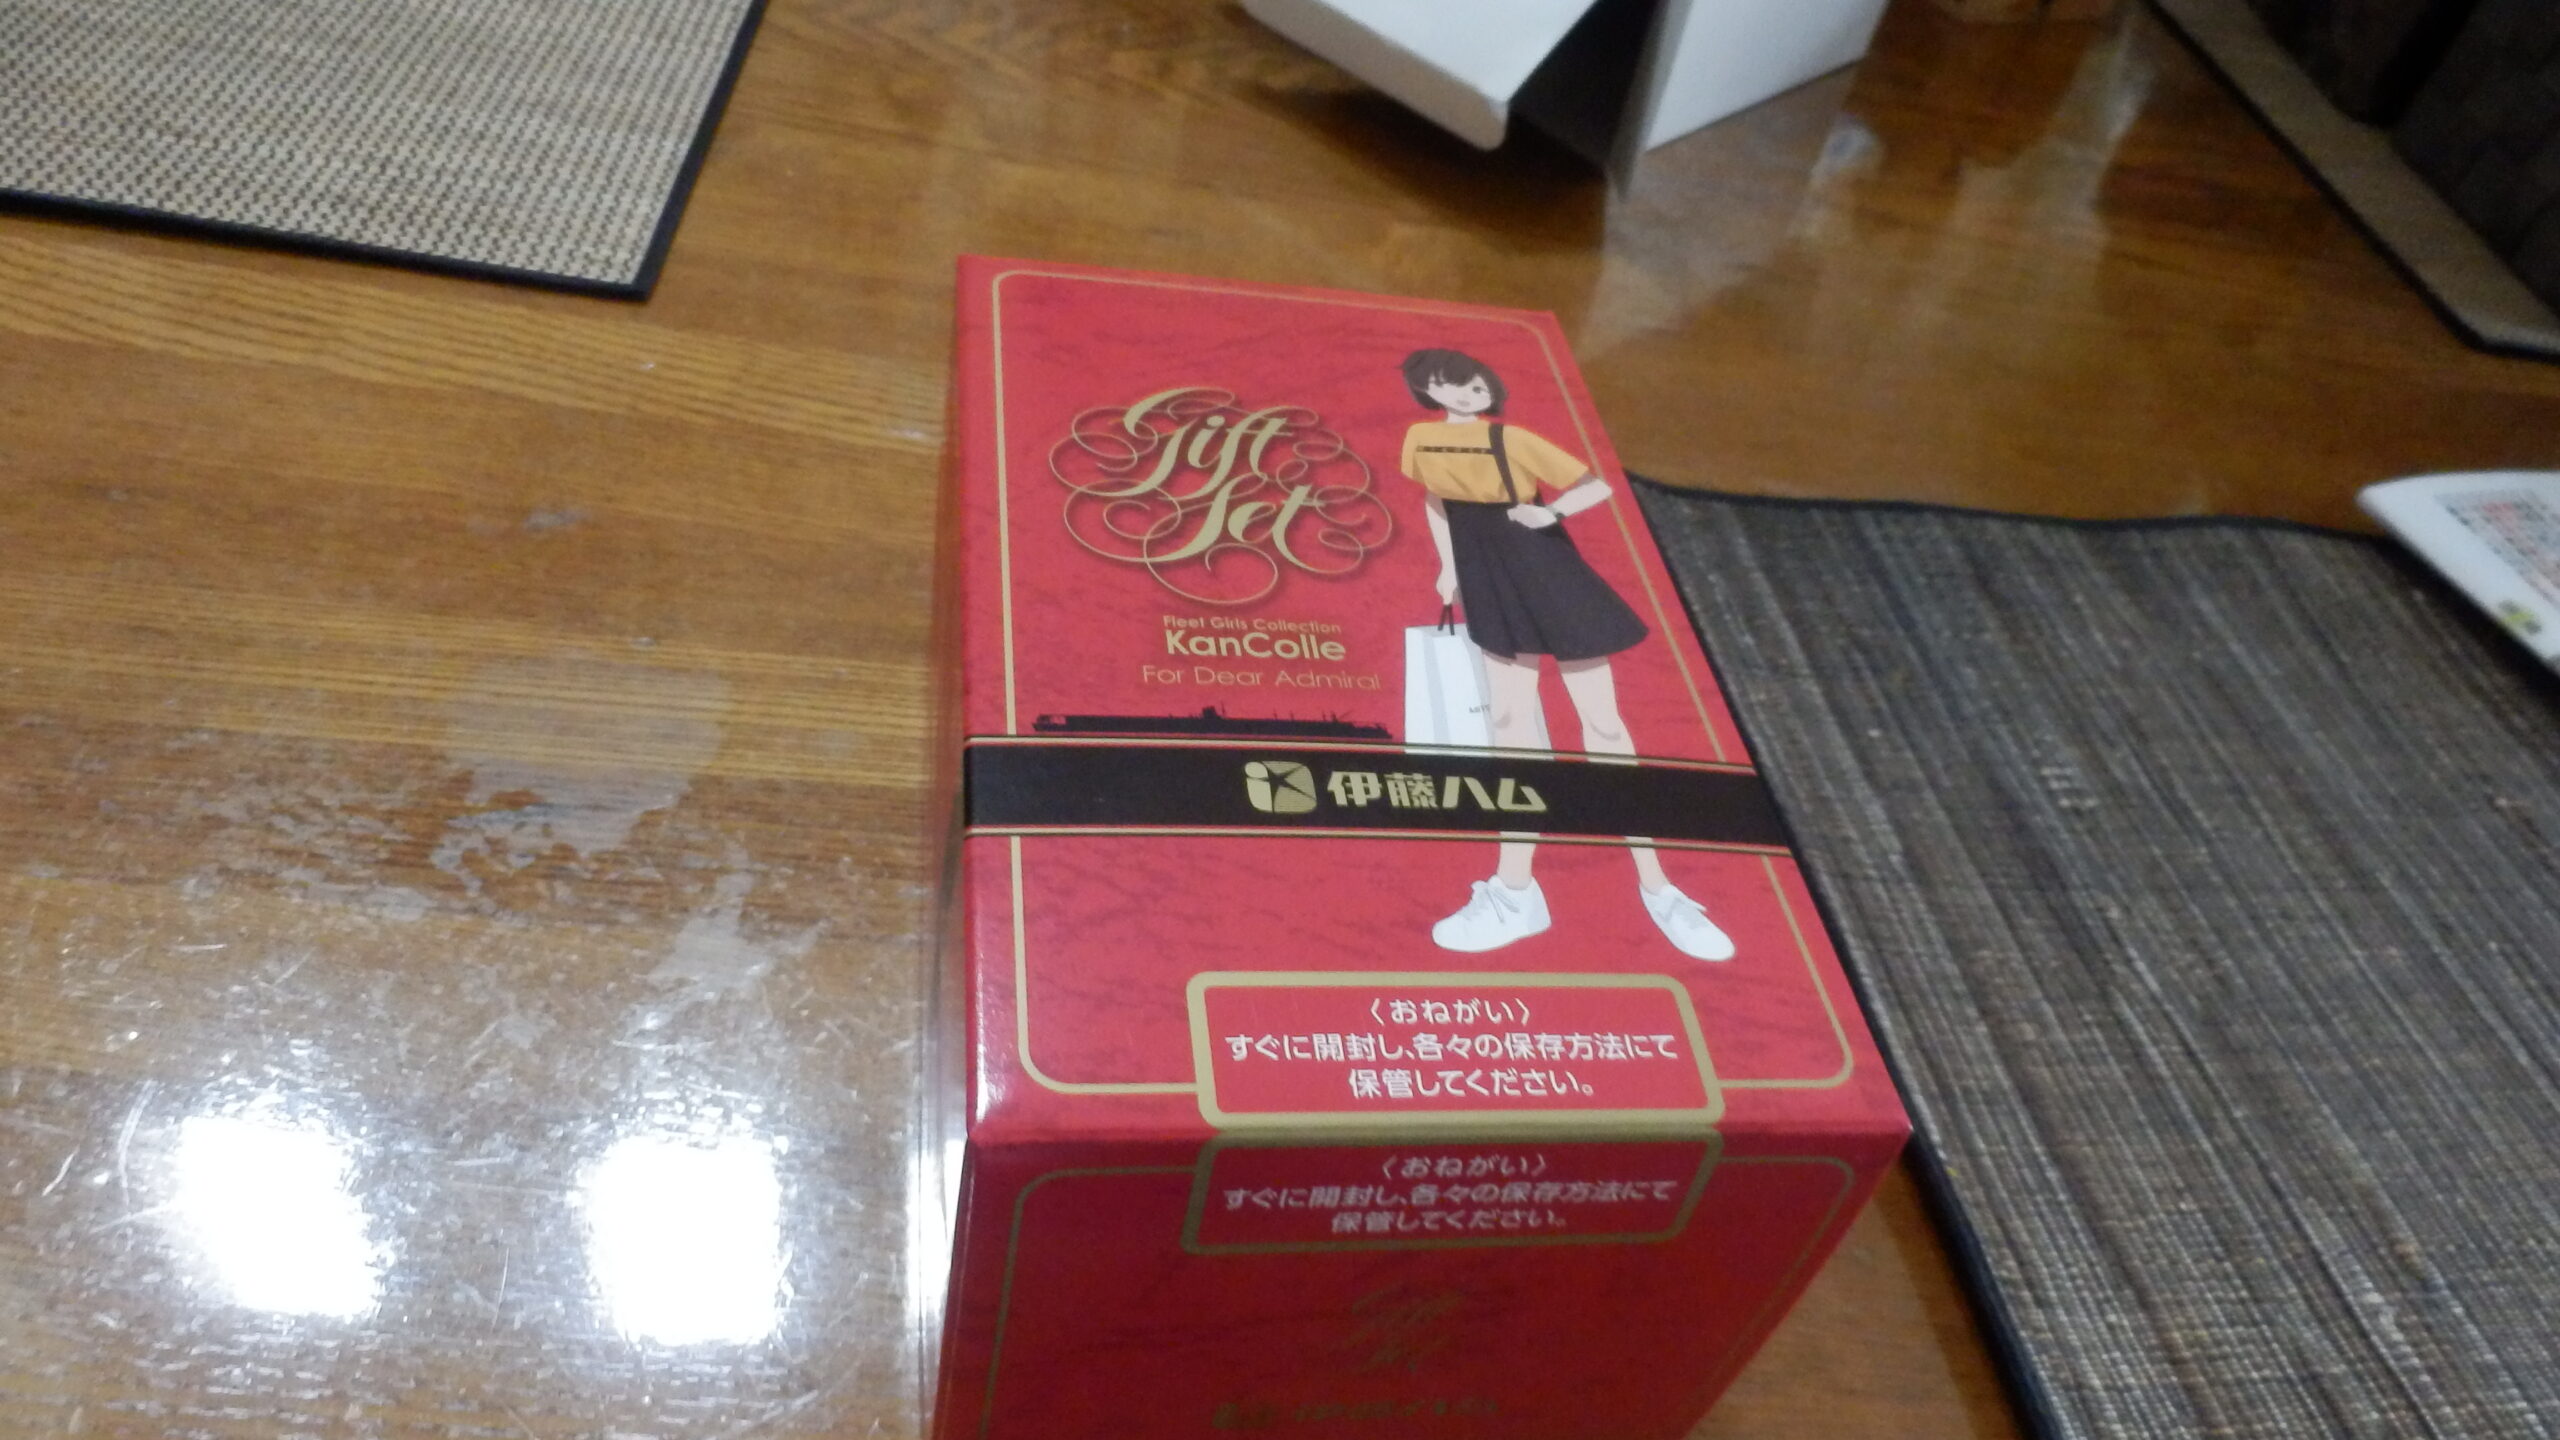 Gift
Set
Fleet Girls Collection
KanColle
For Dear Admiral
伊藤ハム
〈おねがい〉
すぐに開封し、各々の保存方法にて
保管してください。
〈おねがい〉
すぐに開封し、各々の保存方法にて
保管してください。
Gift
Set